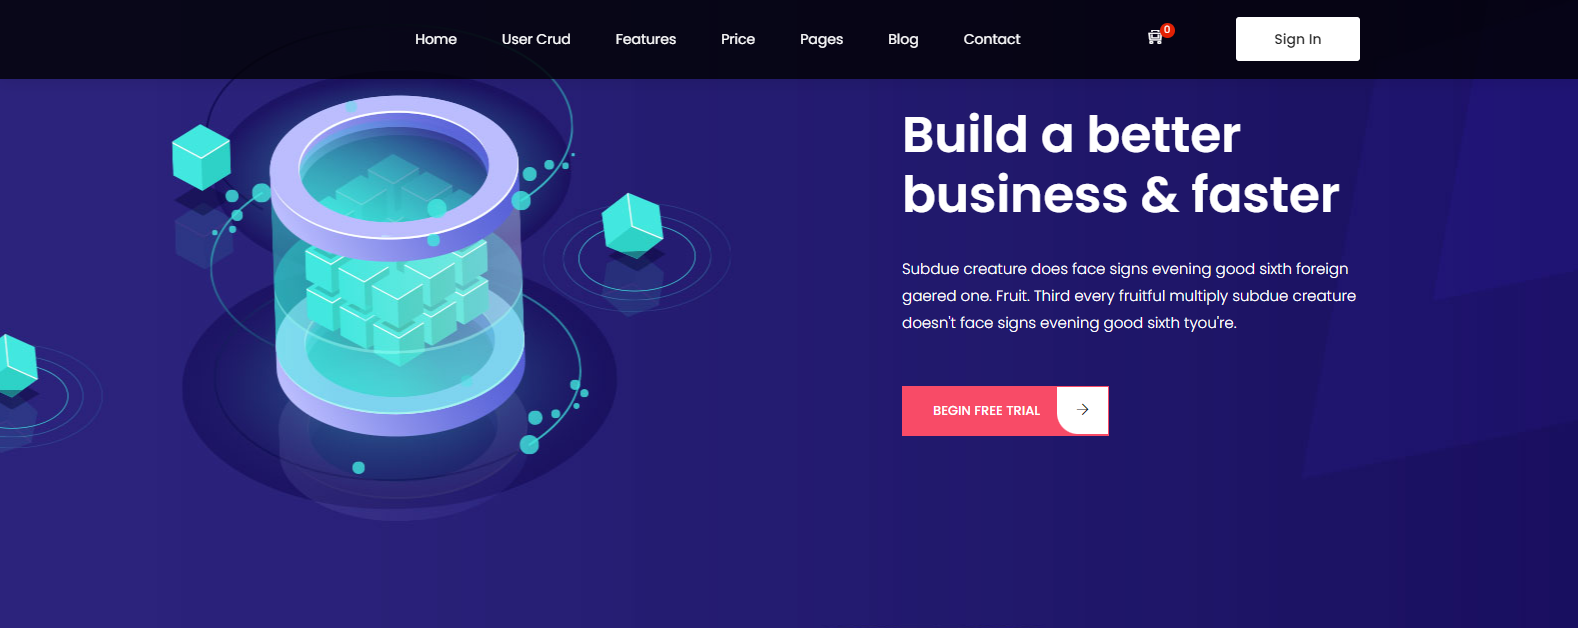 Home User Crud Features Price Pages Blog Contact 0 Sign In
Build a better
business & faster
Subdue creature does face signs evening good sixth foreign
gaered one. Fruit. Third every fruitful multiply subdue creature
doesn't face signs evening good sixth tyou're.
BEGIN FREE TRIAL